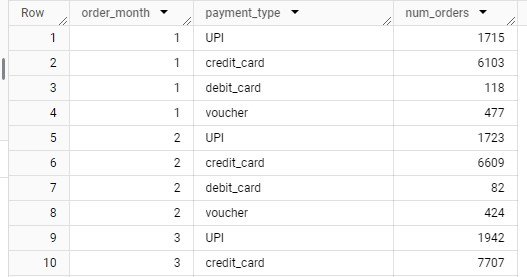 Row order_month payment_type num_orders
1 1 UPI 1715
2 1 credit_card 6103
3 1 debit_card 118
4 1 voucher 477
5 2 UPI 1723
6 2 credit_card 6609
7 2 debit_card 82
8 2 voucher 424
9 3 UPI 1942
10 3 credit_card 7707